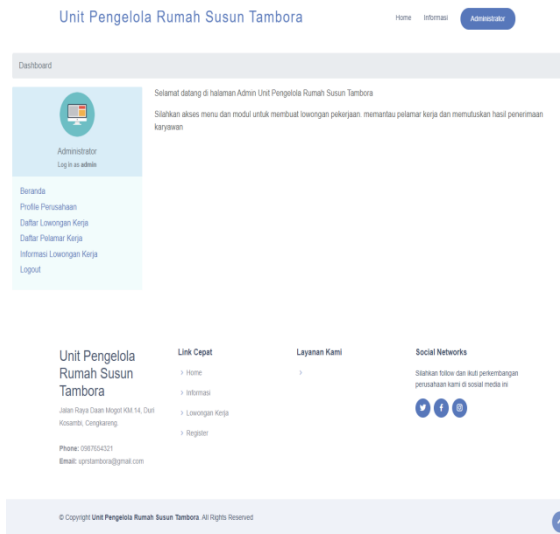 Unit Pengelola Rumah Susun Tambora
Home Informasi Administrator
Dashboard
Administrator
Log in as admin
Beranda
Profile Perusahaan
Daftar Lowongan Kerja
Daftar Pelamar Kerja
Informasi Lowongan Kerja
Logout
Selamat datang di halaman Admin Unit Pengelola Rumah Susun Tambora
Silahkan akses menu dan modul untuk membuat lowongan pekerjaan. memantau pelamar kerja dan memutuskan hasil penerimaan
karyawan
Unit Pengelola
Rumah Susun
Tambora
Jalan Raya Daan Mogot KM.14, Duri
Kosambi, Cengkareng.
Phone: 0987654321
Email: uprstambora@gmail.com
Link Cepat
Home
Informasi
Lowongan Kerja
Register
Layanan Kami
Social Networks
Silahkan follow dan ikuti perkembangan
perusahaan kami di sosial media ini
© Copyright Unit Pengelola Rumah Susun Tambora. All Rights Reserved